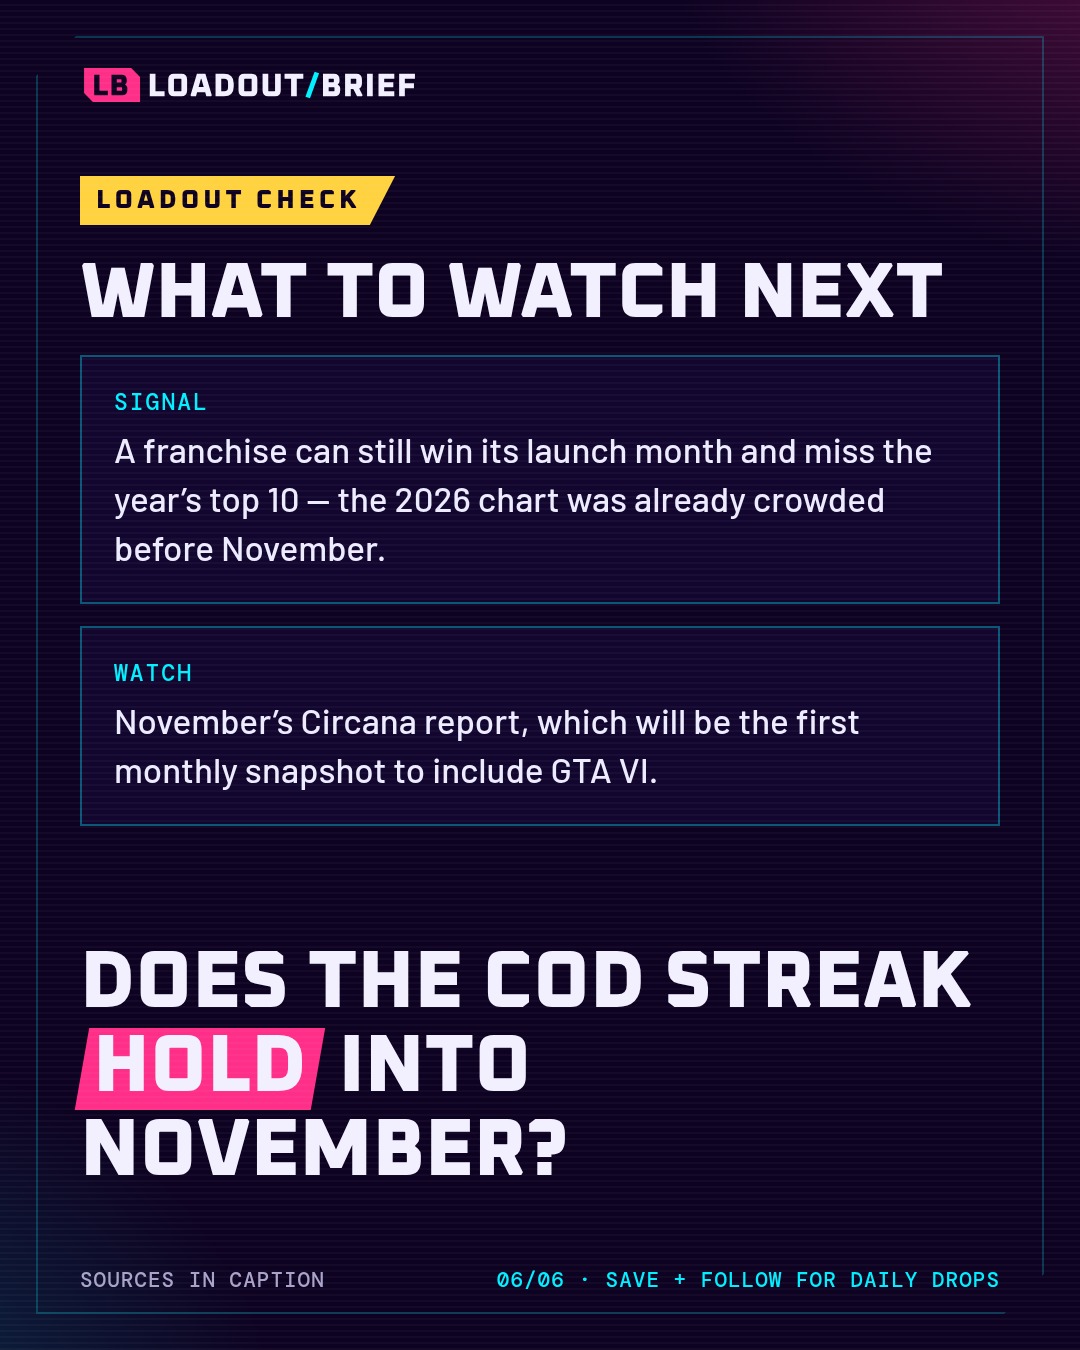 LB LOADOUT/BRIEF
LOADOUT CHECK
WHAT TO WATCH NEXT
SIGNAL
A franchise can still win its launch month and miss the
year’s top 10 — the 2026 chart was already crowded
before November.
WATCH
November’s Circana report, which will be the first
monthly snapshot to include GTA VI.
DOES THE COD STREAK
HOLD INTO
NOVEMBER?
SOURCES IN CAPTION
06/06 · SAVE + FOLLOW FOR DAILY DROPS